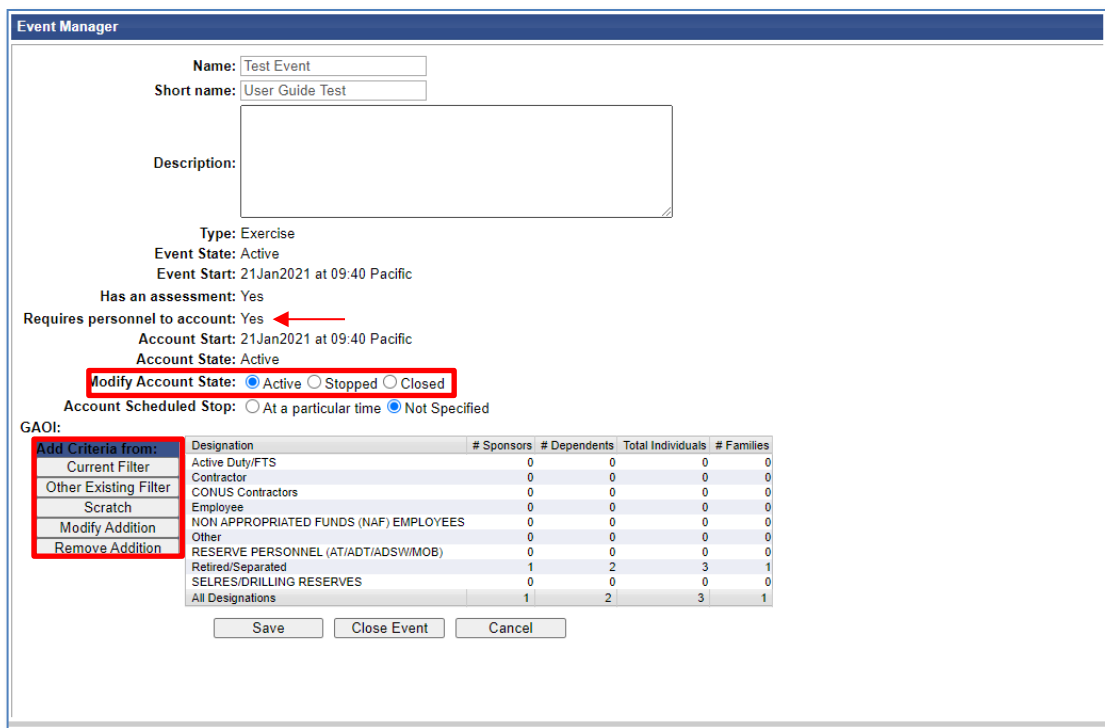 Event Manager
Name: Test Event
Short name: User Guide Test
Description:
Type: Exercise
Event State: Active
Event Start: 21Jan2021 at 09:40 Pacific
Has an assessment: Yes
Requires personnel to account: Yes
Account Start: 21Jan2021 at 09:40 Pacific
Account State: Active
Modify Account State: Active Stopped Closed
Account Scheduled Stop: At a particular time Not Specified
GAOI:
Add Criteria from:
Current Filter
Other Existing Filter
Scratch
Modify Addition
Remove Addition
Designation # Sponsors # Dependents Total Individuals # Families
Active Duty/FTS 0 0 0 0
Contractor 0 0 0 0
CONUS Contractors 0 0 0 0
Employee 0 0 0 0
NON APPROPRIATED FUNDS (NAF) EMPLOYEES 0 0 0 0
Other 0 0 0 0
RESERVE PERSONNEL (AT/ADT/ADSW/MOB) 0 0 0 0
Retired/Separated 1 2 3 1
SELRES/DRILLING RESERVES 0 0 0 0
All Designations 1 2 3 1
Save Close Event Cancel